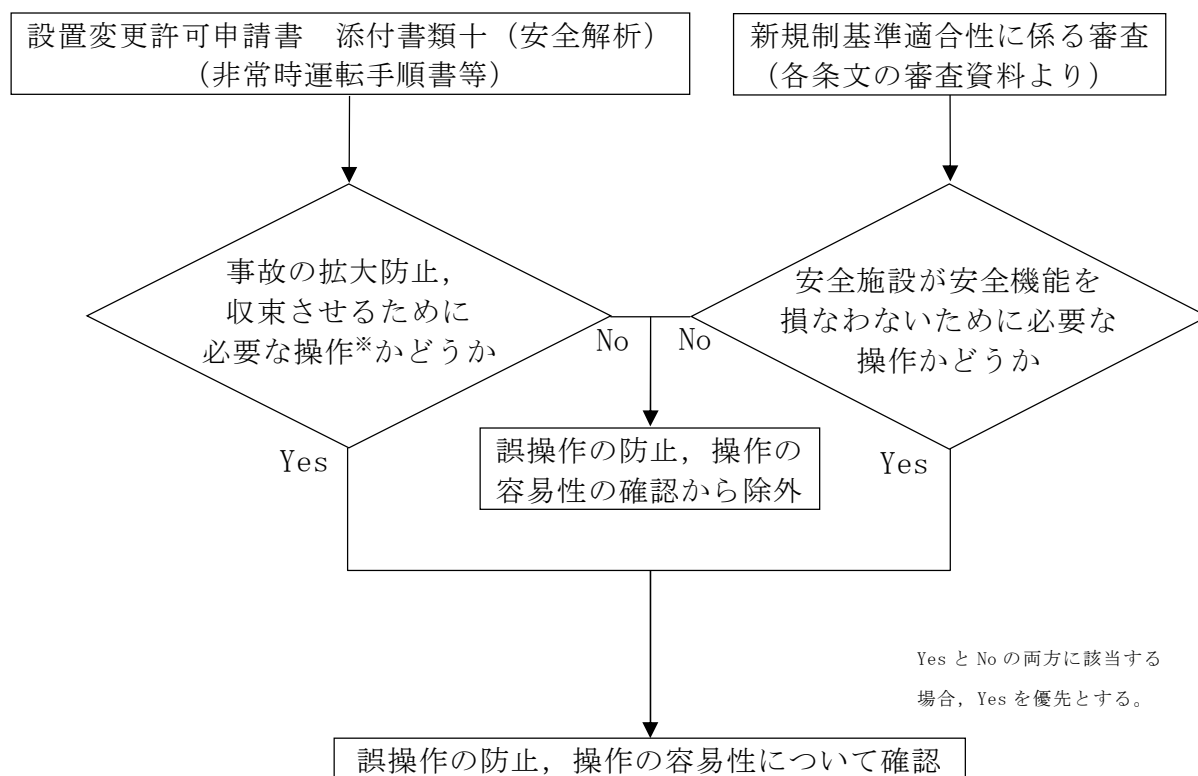 設置変更許可申請書　添付書類十（安全解析）
（非常時運転手順書等）
新規制基準適合性に係る審査
（各条文の審査資料より）
事故の拡大防止，
収束させるために
必要な操作※かどうか
安全施設が安全機能を
損なわないために必要な
操作かどうか
No
No
Yes
誤操作の防止，操作の
容易性の確認から除外
Yes
Yes と No の両方に該当する
場合，Yes を優先とする。
誤操作の防止，操作の容易性について確認